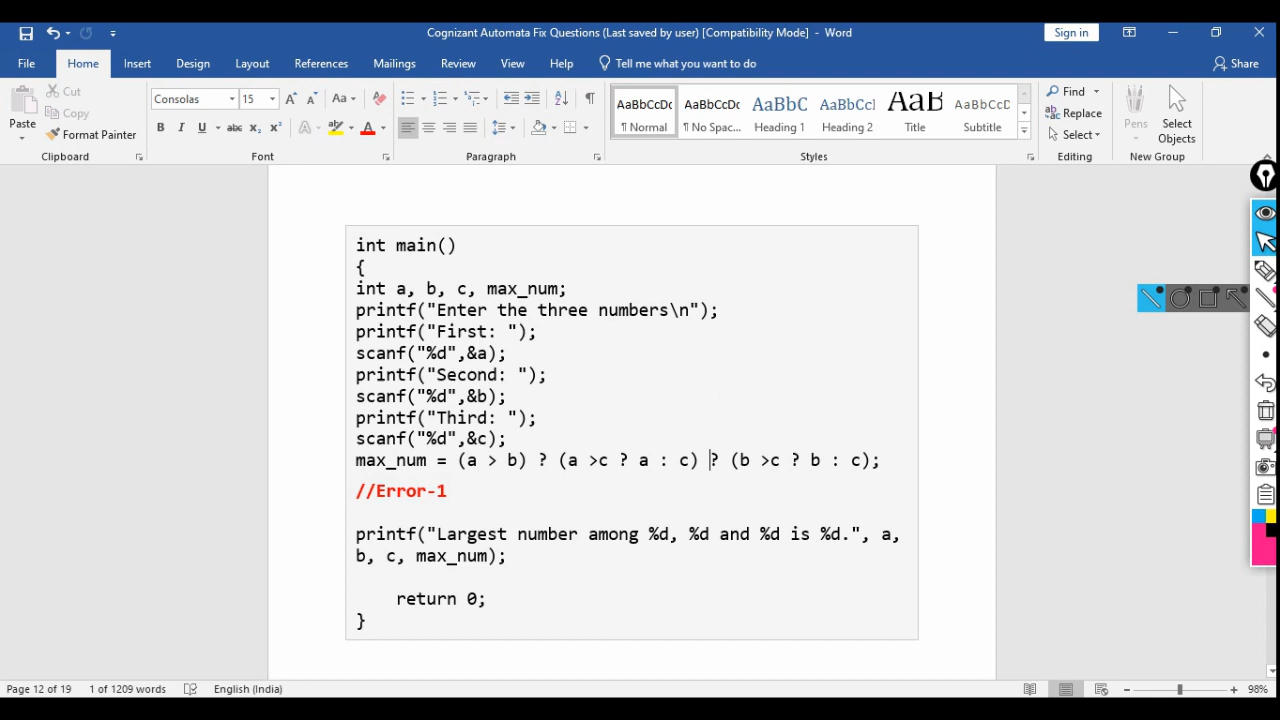 Cognizant Automata Fix Questions (Last saved by user) [Compatibility Mode] - Word
Sign in
File Home Insert Design Layout References Mailings Review View Help Tell me what you want to do Share
Paste
Cut
Copy
Format Painter
Clipboard
Consolas 15
Font
Paragraph
AaBbCcDc AaBbCcDc AaBbC AaBbCcl AaB AaBbCcDc
¶ Normal ¶ No Spac... Heading 1 Heading 2 Title Subtitle
Styles
Find
Replace
Select
Editing
Pens
Select Objects
New Group
int main()
{
int a, b, c, max_num;
printf("Enter the three numbers\n");
printf("First: ");
scanf("%d",&a);
printf("Second: ");
scanf("%d",&b);
printf("Third: ");
scanf("%d",&c);
max_num = (a > b) ? (a >c ? a : c) ? (b >c ? b : c);
//Error-1
printf("Largest number among %d, %d and %d is %d.", a,
b, c, max_num);
return 0;
}
Page 12 of 19 1 of 1209 words English (India) 98%